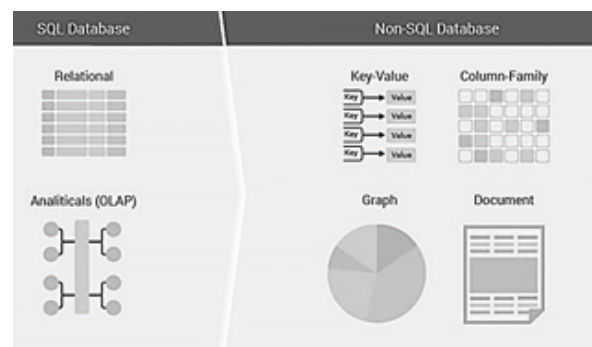 SQL Database
Non-SQL Database
Relational
Analiticals (OLAP)
Key-Value
Key Value
Key Value
Key Value
Key Value
Column-Family
Graph
Document